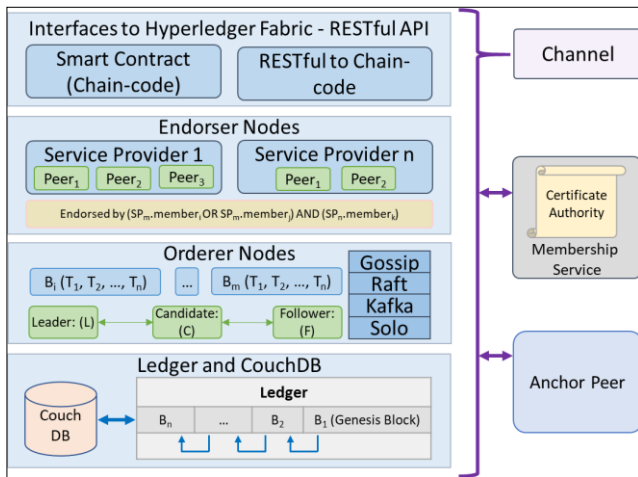 Interfaces to Hyperledger Fabric - RESTful API
Smart Contract
(Chain-code)
RESTful to Chain-
code
Endorser Nodes
Service Provider 1
Peer₁
Peer₂
Peer₃
Service Provider n
Peer₁
Peer₂
Endorsed by (SPₘ.memberᵢ OR SPₘ.memberⱼ) AND (SPₙ.memberₖ)
Orderer Nodes
Bᵢ (T₁, T₂, ..., Tₙ)
...
Bₘ (T₁, T₂, ..., Tₙ)
Leader: (L)
Candidate:
(C)
Follower:
(F)
Gossip
Raft
Kafka
Solo
Ledger and CouchDB
Couch
DB
Ledger
Bₙ
...
B₂
B₁ (Genesis Block)
Channel
Certificate
Authority
Membership
Service
Anchor Peer